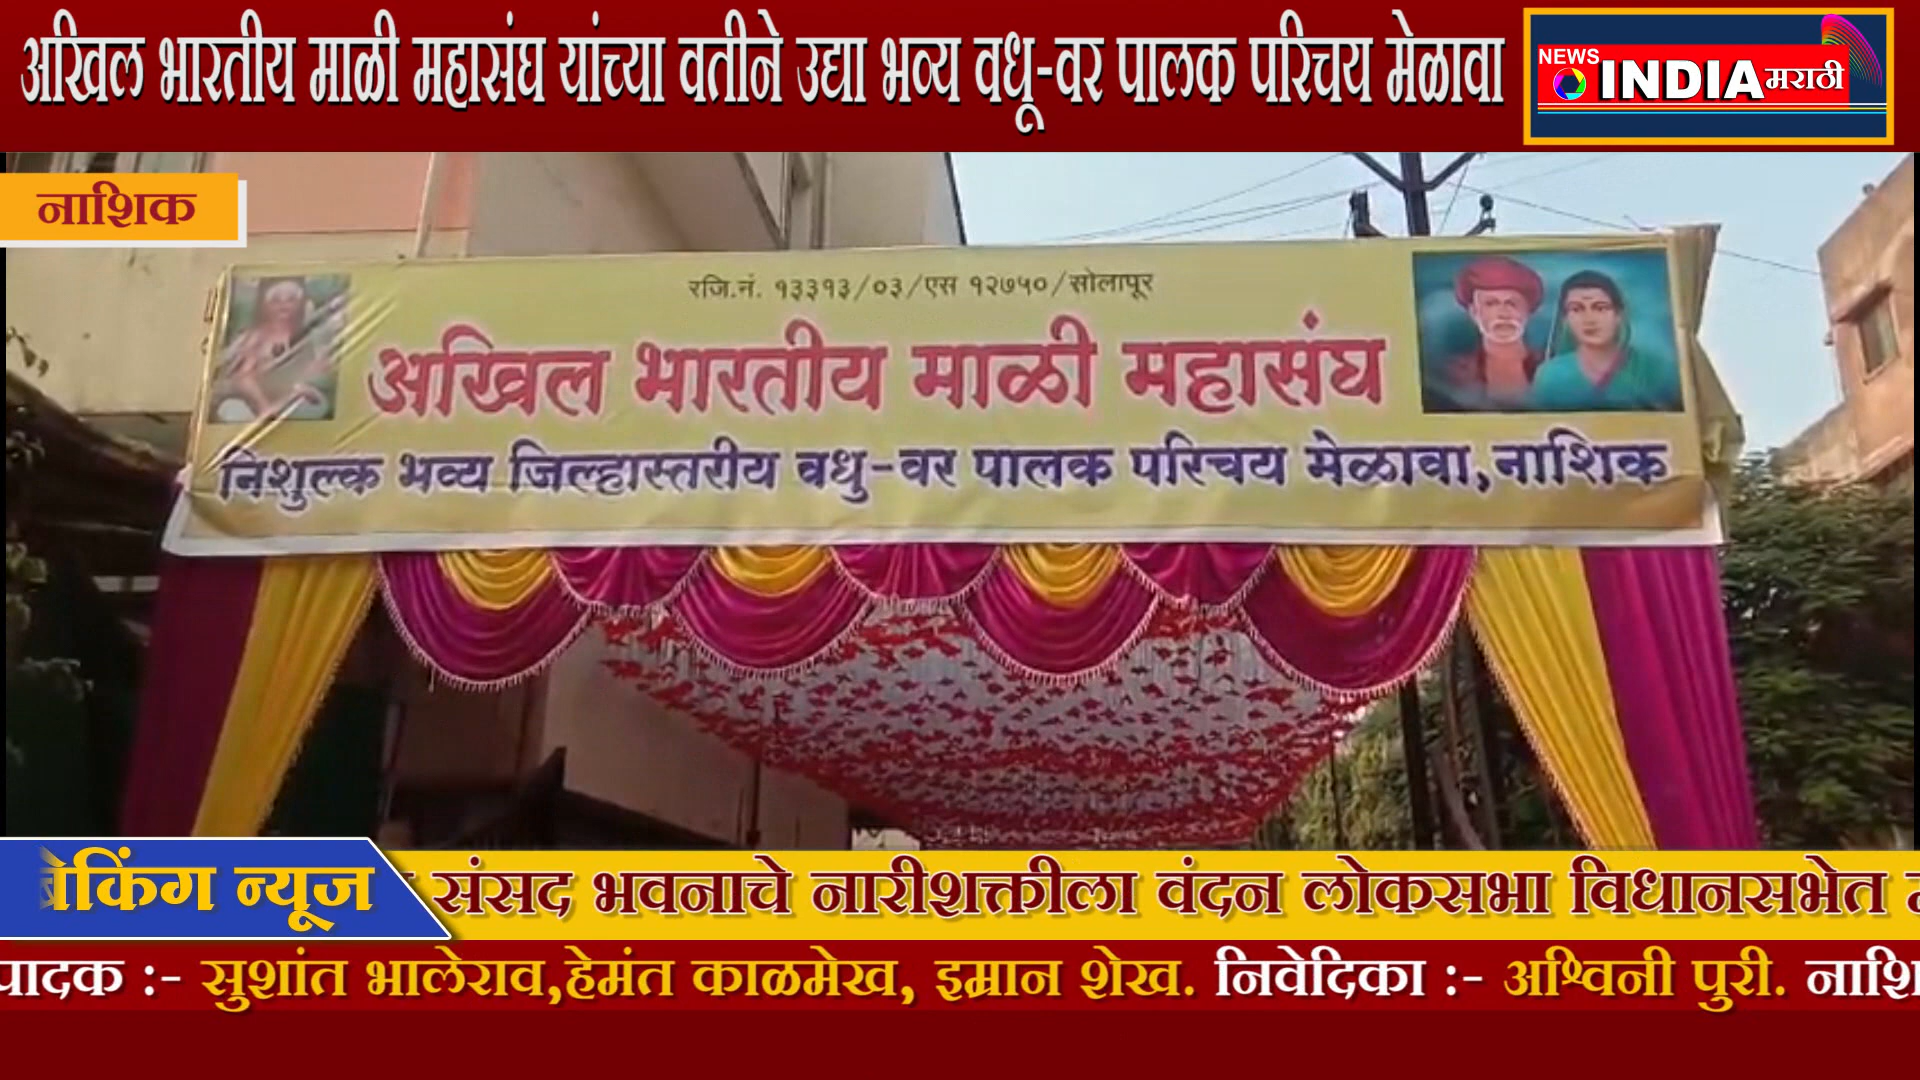 अखिल भारतीय माळी महासंघ यांच्या वतीने उद्या भव्य वधू-वर पालक परिचय मेळावा
NEWS
INDIA मराठी
नाशिक
रजि.नं. १३३१३/०३/एस १२७५०/सोलापूर
अखिल भारतीय माळी महासंघ
निशुल्क भव्य जिल्हास्तरीय वधु-वर पालक परिचय मेळावा,नाशिक
ब्रेकिंग न्यूज
संसद भवनाचे नारीशक्तीला वंदन लोकसभा विधानसभेत
पादक :- सुशांत भालेराव,हेमंत काळमेख, इम्रान शेख. निवेदिका :- अश्विनी पुरी. नाशि